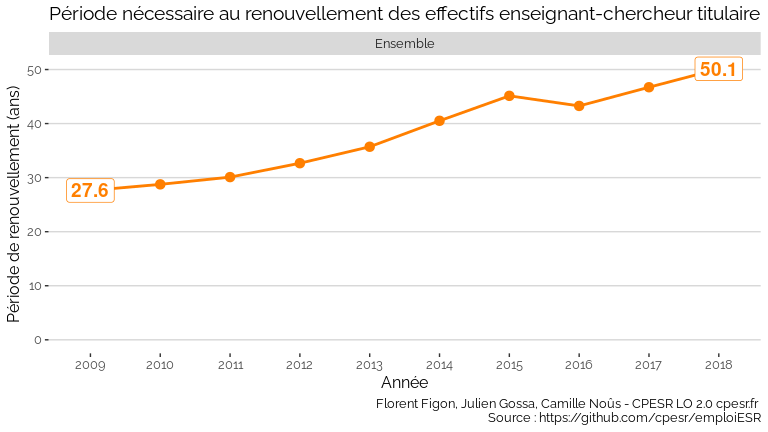 Période nécessaire au renouvellement des effectifs enseignant-chercheur titulaire
Ensemble
Période de renouvellement (ans)
50
40
30
20
10
0
27.6
50.1
2009 2010 2011 2012 2013 2014 2015 2016 2017 2018
Année
Florent Figon, Julien Gossa, Camille Noûs - CPESR LO 2.0 cpesr.fr
Source : https://github.com/cpesr/emploiESR